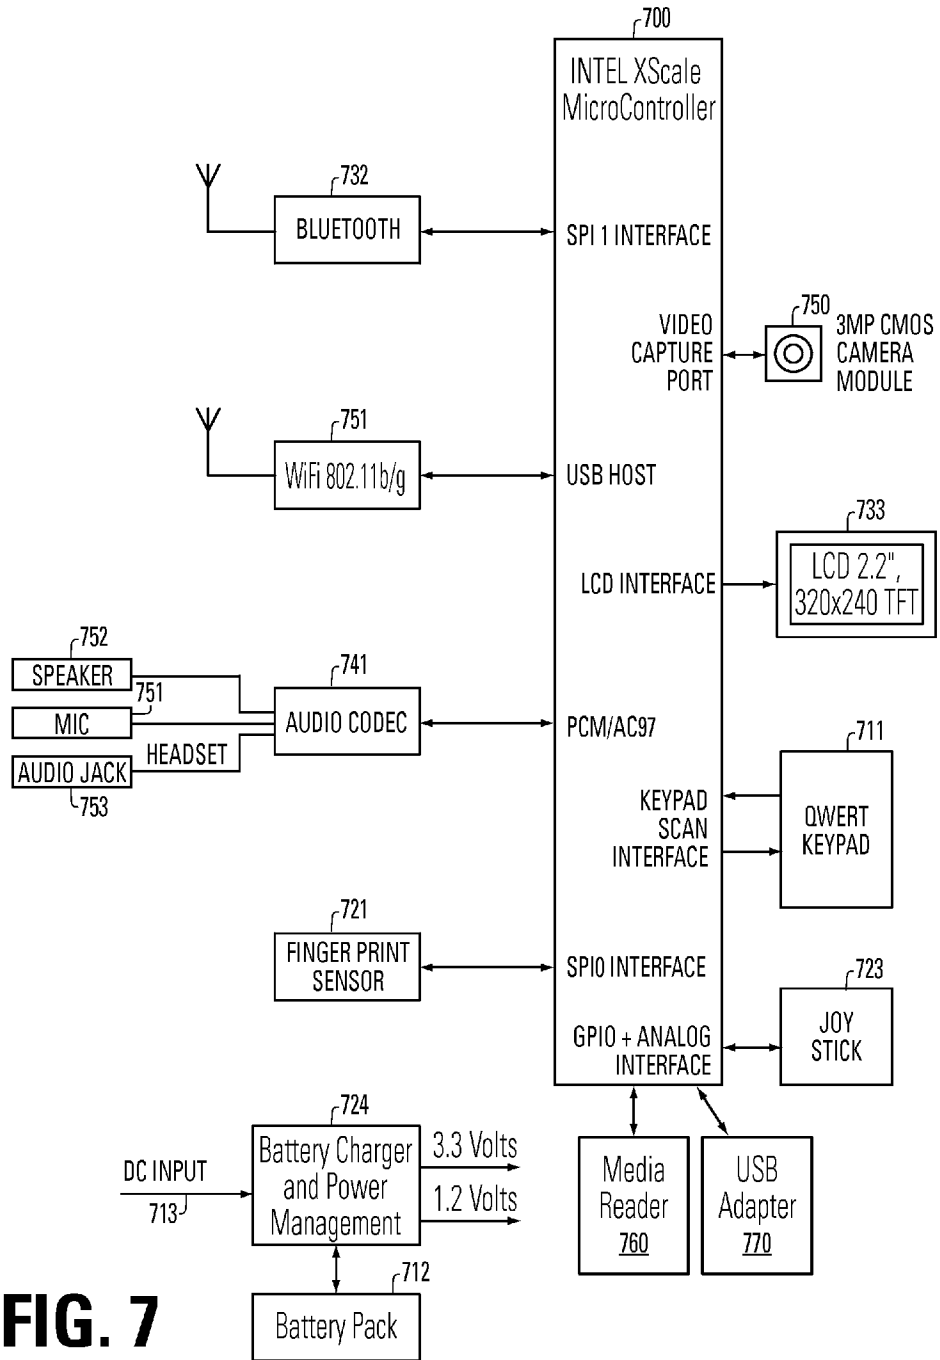 700
INTEL XScale
MicroController
732
BLUETOOTH
SPI 1 INTERFACE
750
VIDEO
CAPTURE
PORT
3MP CMOS
CAMERA
MODULE
751
WiFi 802.11b/g
USB HOST
733
LCD INTERFACE
LCD 2.2",
320x240 TFT
752
SPEAKER
751
MIC
HEADSET
AUDIO JACK
753
741
AUDIO CODEC
PCM/AC97
711
KEYPAD
SCAN
INTERFACE
QWERT
KEYPAD
721
FINGER PRINT
SENSOR
SPI0 INTERFACE
723
GPIO + ANALOG
INTERFACE
JOY
STICK
724
DC INPUT
713
Battery Charger
and Power
Management
3.3 Volts
1.2 Volts
712
Battery Pack
Media
Reader
760
USB
Adapter
770
FIG. 7